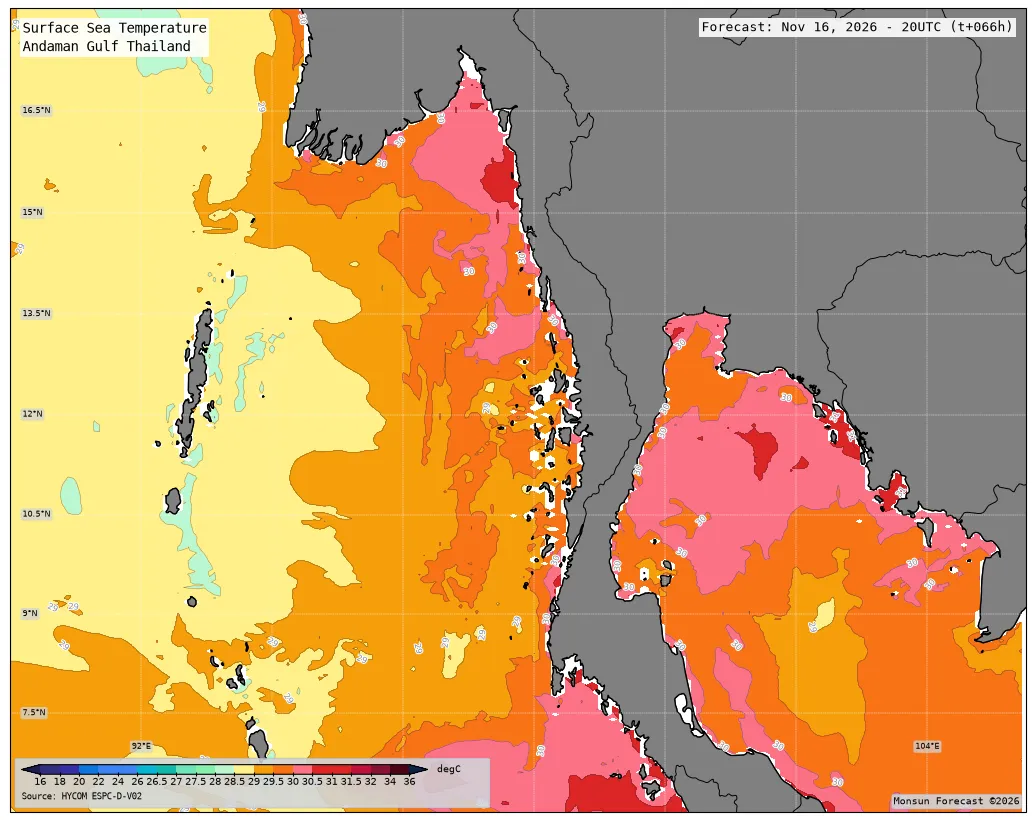 Surface Sea Temperature
Andaman Gulf Thailand
Forecast: Nov 16, 2026 - 20UTC (t+066h)
16.5°N
15°N
13.5°N
12°N
10.5°N
9°N
7.5°N
92°E
104°E
degC
16 18 20 22 24 26 26.5 27 27.5 28 28.5 29 29.5 30 30.5 31 31.5 32 34 36
Source: HYCOM ESPC-D-V02
Monsun Forecast ©2026